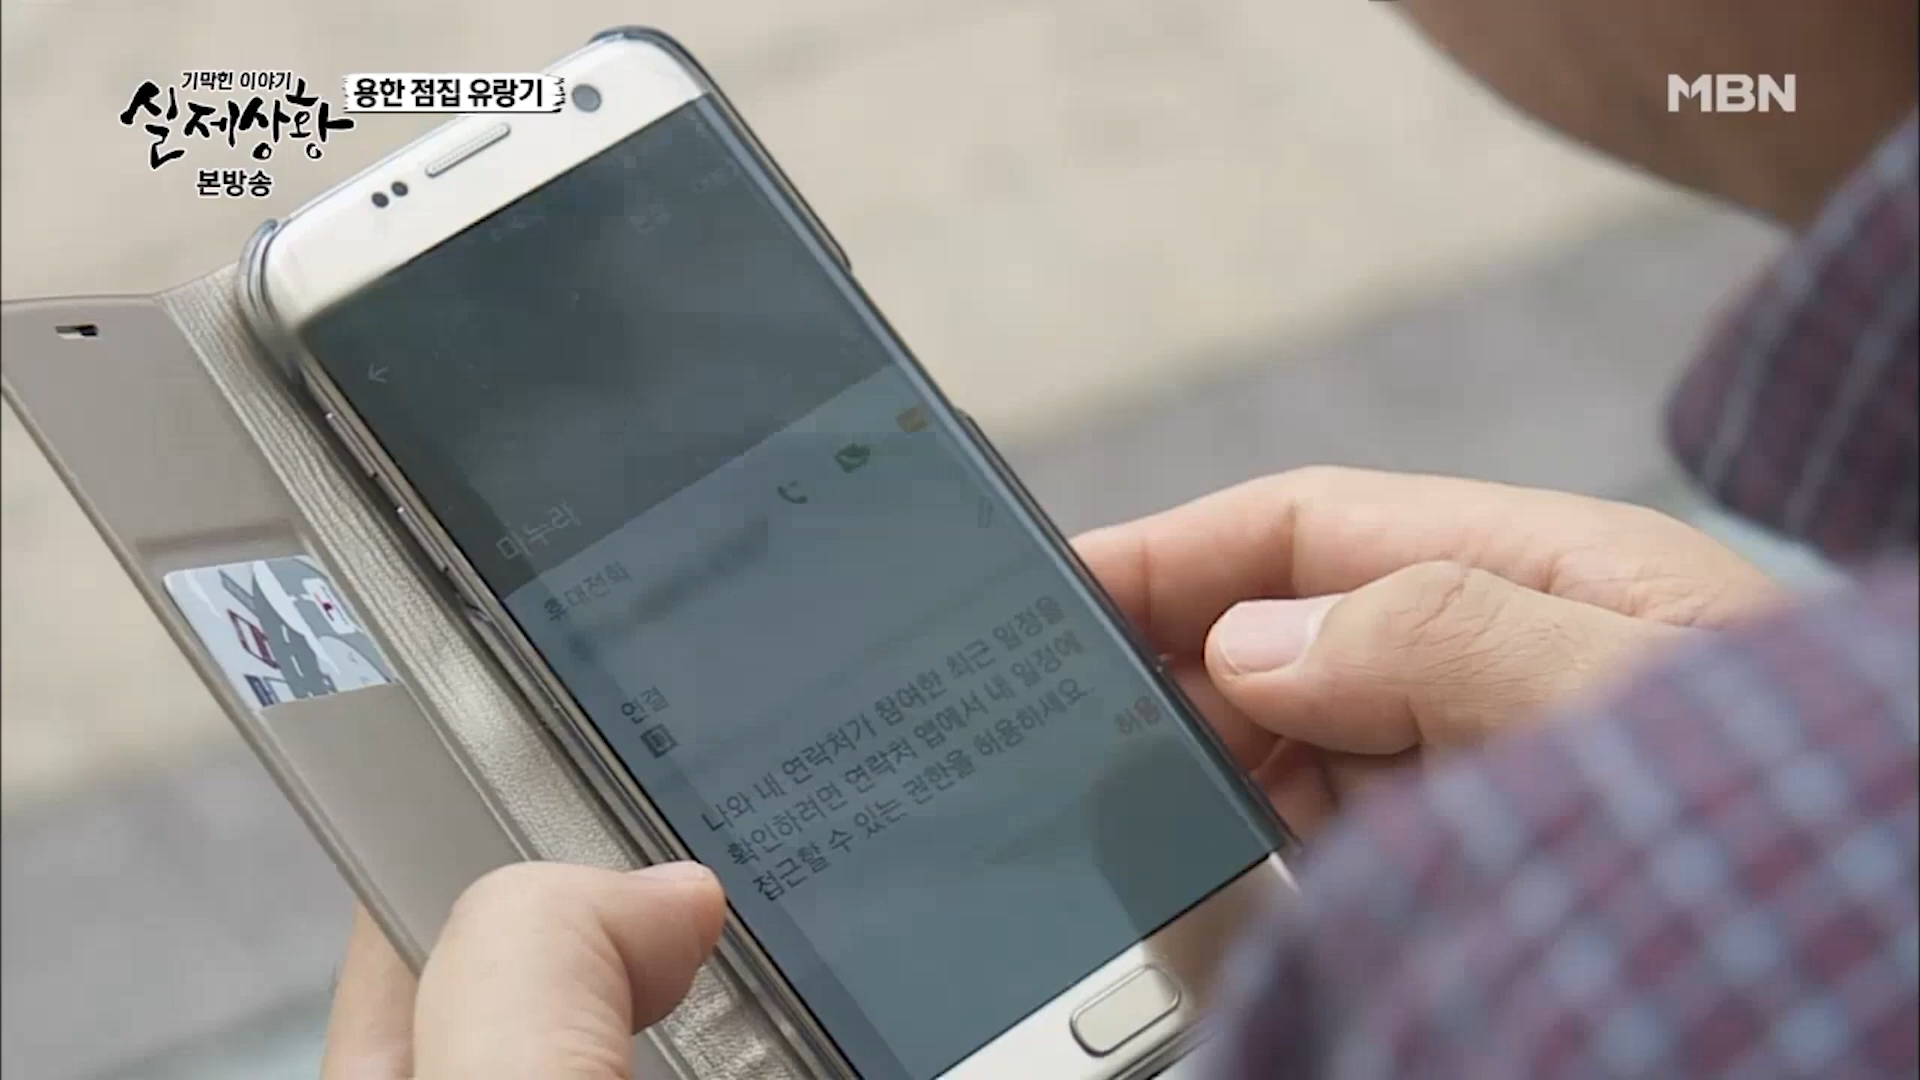 기막힌 이야기
실제상황
본방송
용한 점집 유랑기
MBN
마누라
휴대전화
연결
나와 내 연락처가 참여한 최근 일정을
확인하려면 연락처 앱에서 내 일정에
접근할 수 있는 권한을 허용하세요.
허용